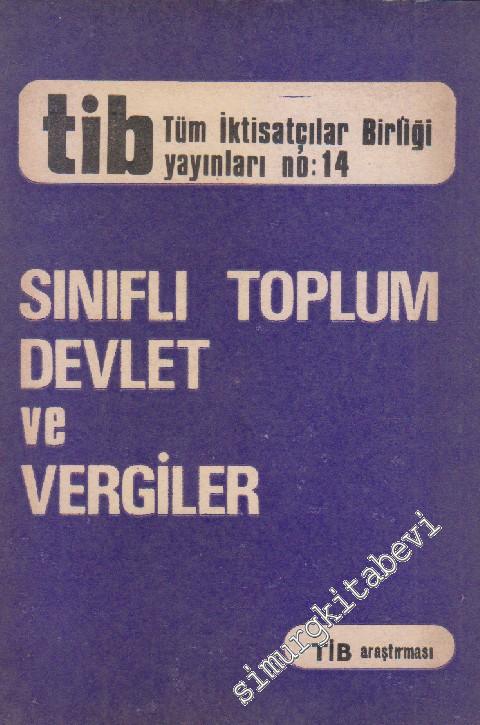 tib Tüm İktisatçılar Birliği
yayınları no:14
SINIFLI TOPLUM
DEVLET
ve
VERGİLER
TİB araştırması
simurgkitabevi